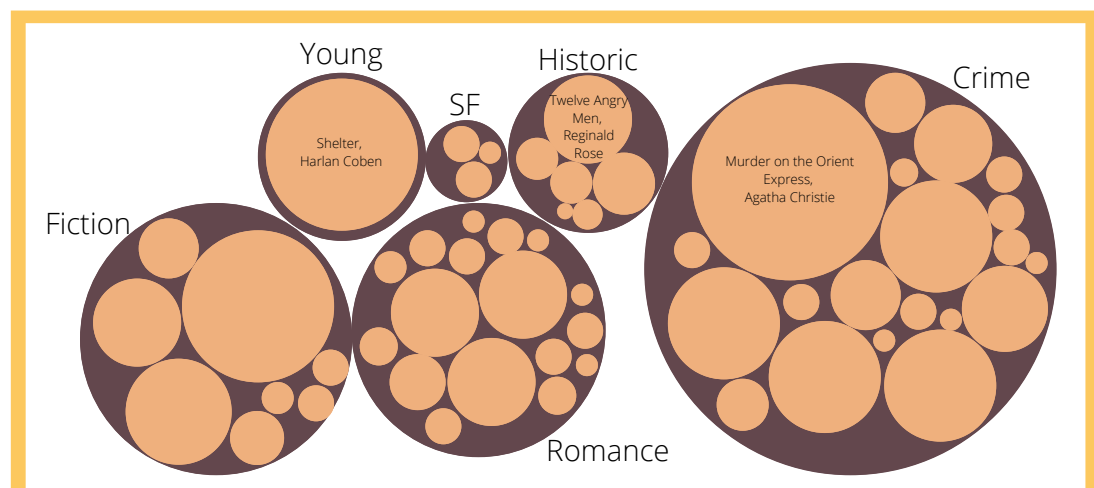 Young
Historic
SF
Crime
Twelve Angry
Men,
Reginald
Rose
Shelter,
Harlan Coben
Murder on the Orient
Express,
Agatha Christie
Fiction
Romance